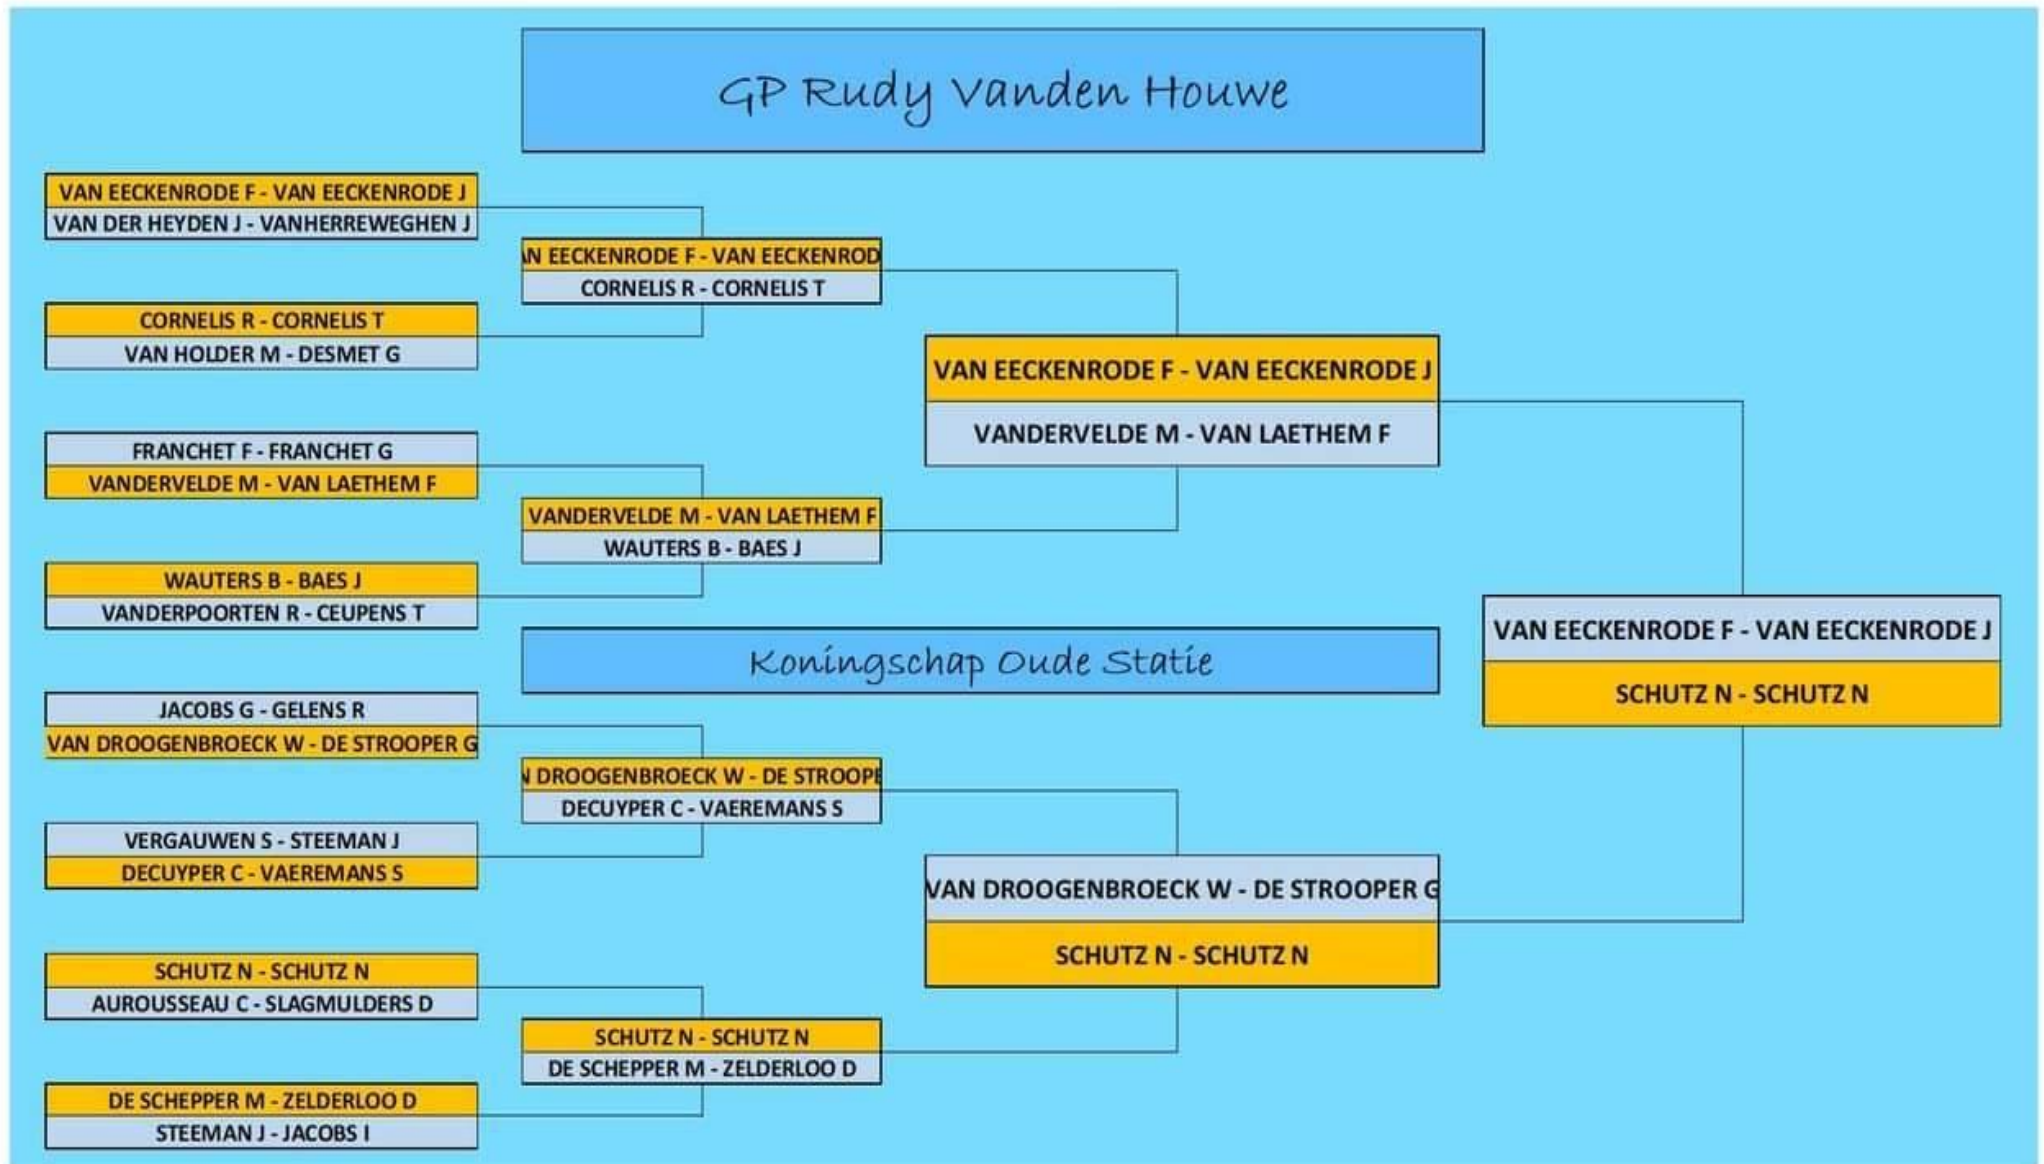 GP Rudy Vanden Houwe
VAN EECKENRODE F - VAN EECKENRODE J
VAN DER HEYDEN J - VANHERREWEGHEN J
CORNELIS R - CORNELIS T
VAN HOLDER M - DESMET G
FRANCHET F - FRANCHET G
VANDERVELDE M - VAN LAETHEM F
WAUTERS B - BAES J
VANDERPOORTEN R - CEUPENS T
JACOBS G - GELENS R
VAN DROOGENBROECK W - DE STROOPER G
VERGAUWEN S - STEEMAN J
DECUYPER C - VAEREMANS S
SCHUTZ N - SCHUTZ N
AUROUSSEAU C - SLAGMULDERS D
DE SCHEPPER M - ZELDERLOO D
STEEMAN J - JACOBS I
AN EECKENRODE F - VAN EECKENROD
CORNELIS R - CORNELIS T
VANDERVELDE M - VAN LAETHEM F
WAUTERS B - BAES J
Koningschap Oude Statie
N DROOGENBROECK W - DE STROOPE
DECUYPER C - VAEREMANS S
SCHUTZ N - SCHUTZ N
DE SCHEPPER M - ZELDERLOO D
VAN EECKENRODE F - VAN EECKENRODE J
VANDERVELDE M - VAN LAETHEM F
VAN DROOGENBROECK W - DE STROOPER G
SCHUTZ N - SCHUTZ N
VAN EECKENRODE F - VAN EECKENRODE J
SCHUTZ N - SCHUTZ N